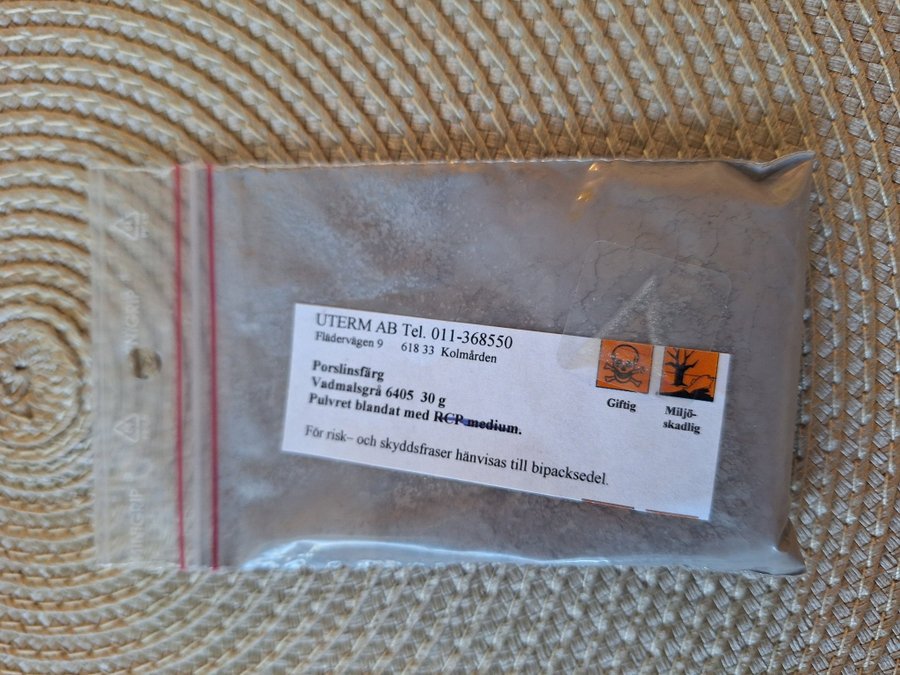 UTERM AB Tel. 011-368550
Flädervägen 9 618 33 Kolmården
Porslinsfärg
Vadmalsgrå 6405 30 g
Pulvret blandat med RCP medium.
För risk– och skyddsfraser hänvisas till bipacksedel.
Giftig
Miljö-
skadlig